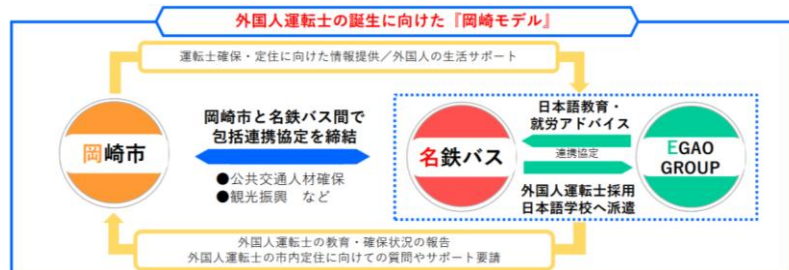 外国人運転士の誕生に向けた『岡崎モデル』
運転士確保・定住に向けた情報提供／外国人の生活サポート
岡崎市
岡崎市と名鉄バス間で
包括連携協定を締結
●公共交通人材確保
●観光振興　など
名鉄バス
日本語教育・
就労アドバイス
連携協定
外国人運転士採用
日本語学校へ派遣
EGAO
GROUP
外国人運転士の教育・確保状況の報告
外国人運転士の市内定住に向けての質問やサポート要請